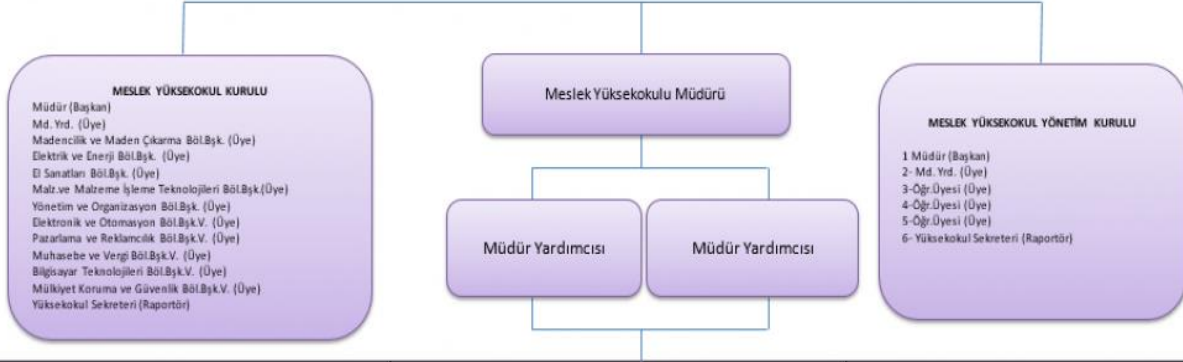 MESLEK YÜKSEKOKUL KURULU
Müdür (Başkan)
Md. Yrd. (Üye)
Madencilik ve Maden Çıkarma Böl.Bşk. (Üye)
Elektrik ve Enerji Böl.Bşk. (Üye)
El Sanatları Böl.Bşk. (Üye)
Malz.ve Malzeme İşleme Teknolojileri Böl.Bşk.(Üye)
Yönetim ve Organizasyon Böl.Bşk. (Üye)
Elektronik ve Otomasyon Böl.Bşk.V. (Üye)
Pazarlama ve Reklamcılık Böl.Bşk.V. (Üye)
Muhasebe ve Vergi Böl.Bşk.V. (Üye)
Bilgisayar Teknolojileri Böl.Bşk.V. (Üye)
Mülkiyet Koruma ve Güvenlik Böl.Bşk.V. (Üye)
Yüksekokul Sekreteri (Raportör)
Meslek Yüksekokulu Müdürü
Müdür Yardımcısı
Müdür Yardımcısı
MESLEK YÜKSEKOKUL YÖNETİM KURULU
1 Müdür (Başkan)
2- Md. Yrd. (Üye)
3-Öğr.Üyesi (Üye)
4-Öğr.Üyesi (Üye)
5-Öğr.Üyesi (Üye)
6- Yüksekokul Sekreteri (Raportör)